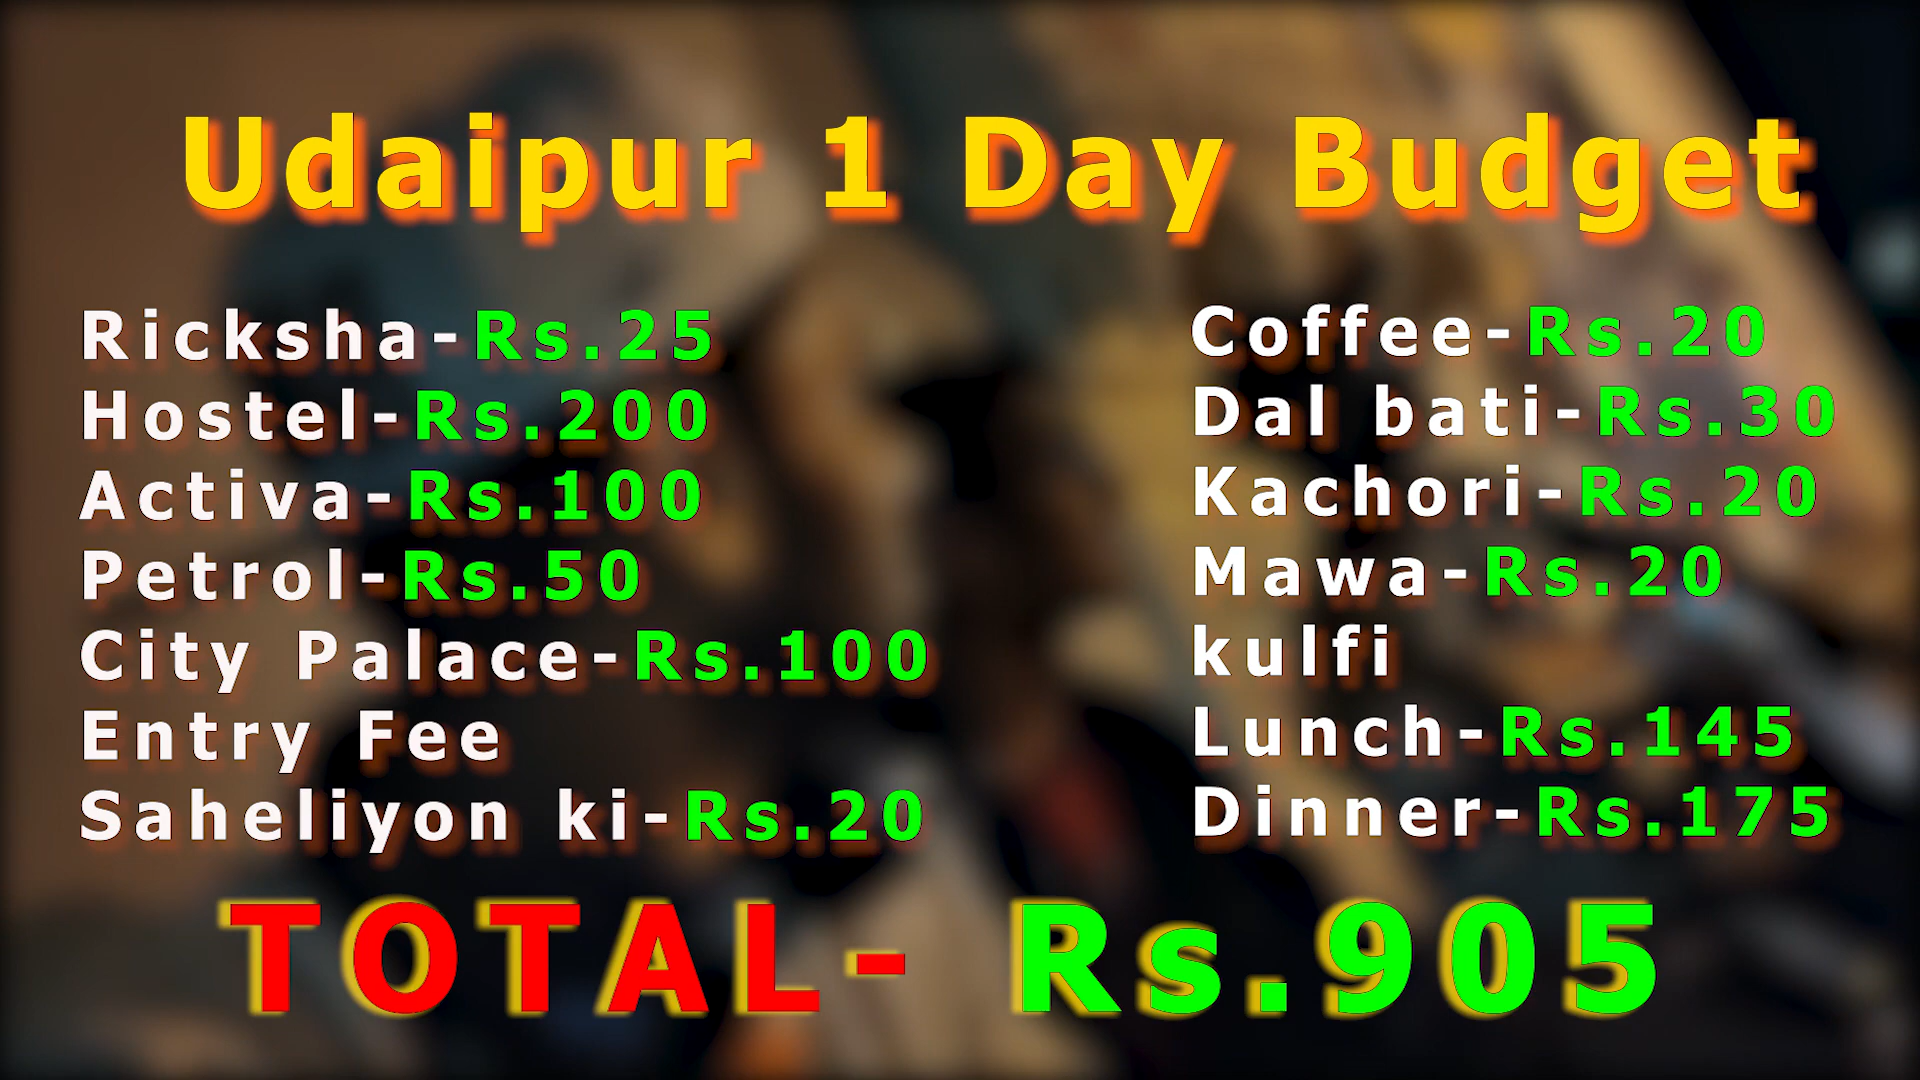 Udaipur 1 Day Budget
Ricksha-Rs.25
Hostel-Rs.200
Activa-Rs.100
Petrol-Rs.50
City Palace-Rs.100
Entry Fee
Saheliyon ki-Rs.20
Coffee-Rs.20
Dal bati-Rs.30
Kachori-Rs.20
Mawa-Rs.20
kulfi
Lunch-Rs.145
Dinner-Rs.175
TOTAL- Rs.905